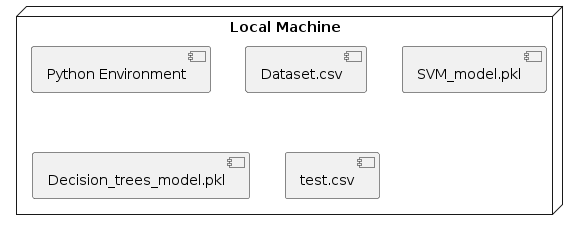 Local Machine
Python Environment
Dataset.csv
SVM_model.pkl
Decision_trees_model.pkl
test.csv